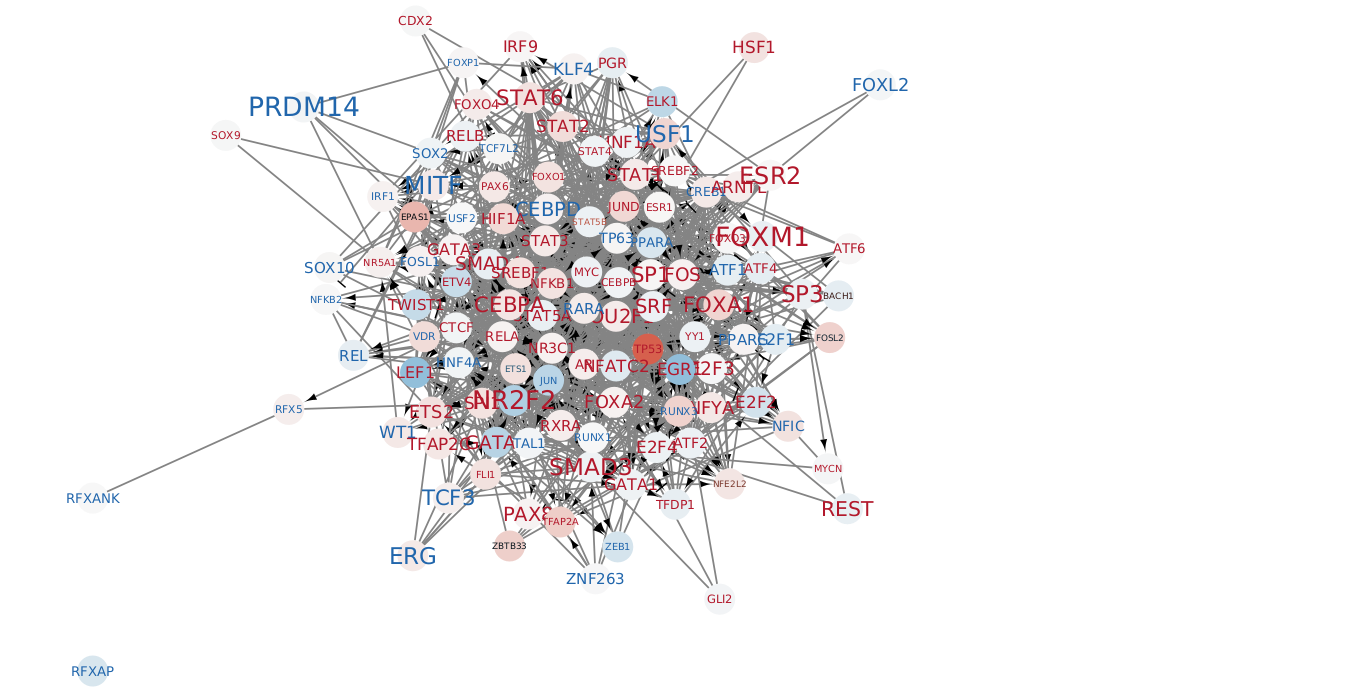 CDX2
IRF9
HSF1
FOXP1
KLF4
PGR
FOXL2
PRDM14
FOXO4
STAT6
ELK1
SOX9
RELB
STAT2
USF1
SOX2
TCF7L2
STAT4
SREBF2
ESR2
IRF1
MITF
PAX6
FOXO1
STAT1
CREB1
ARNTL
EPAS1
USF2
HIF1A
CEBPD
STAT5B
JUND
ESR1
STAT3
TP63
PPARA
FOXO3
FOXM1
ATF6
SOX10
NR5A1
FOSL1
GATA3
SMAD
SREBF
MYC
SP1
FOS
ATF1
ATF4
NFKB2
ETV4
NFKB1
CEBPB
SP3
BACH1
TWIST1
CEBPA
STAT5A
RARA
SRF
FOXA1
VDR
CTCF
RELA
YY1
PPARG
E2F1
FOSL2
REL
HNF4A
NR3C1
TP53
LEF1
ETS1
JUN
AR
NFATC2
EGR1
E2F3
RFX5
ETS2
NR2F2
FOXA2
RUNX3
NFYA
E2F2
WT1
TFAP2C
GATA
TAL1
RXRA
RUNX1
E2F4
ATF2
NFIC
RFXANK
TCF3
FLI1
SMAD3
GATA1
NFE2L2
MYCN
PAX8
TFAP2A
TFDP1
REST
ERG
ZBTB33
ZEB1
ZNF263
GLI2
RFXAP